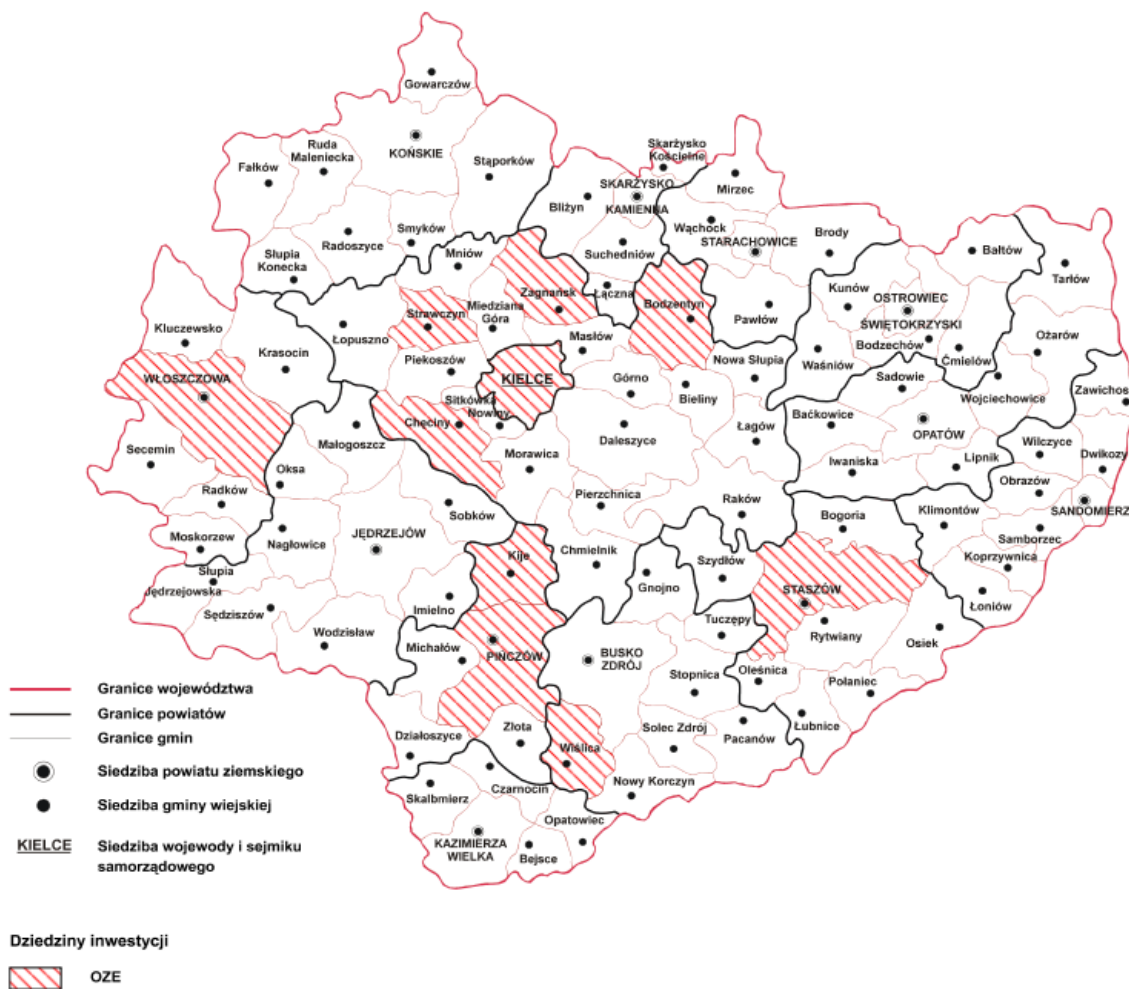 Gowarczów
KOŃSKIE
Ruda
Maleniecka
Fałków
Stąporków
Skarżysko
Kościelne
SKARŻYSKO
KAMIENNA
Mirzec
Bliżyn
Radoszyce
Smyków
Wąchock
STARACHOWICE
Brody
Bałtów
Tarłów
Słupia
Konecka
Mniów
Suchedniów
Zagnańsk
Łączna
Bodzentyn
Kunów
OSTROWIEC
ŚWIĘTOKRZYSKI
Kluczewsko
Krasocin
Łopuszno
Strawczyn
Miedziana
Góra
Masłów
Pawłów
Bodzechów
Ćmielów
Ożarów
Piekoszów
Nowa Słupia
Waśniów
Sadowie
WŁOSZCZOWA
KIELCE
Górno
Bieliny
Wojciechowice
Zawichos
Sitkówka
Nowiny
Chęciny
Daleszyce
Łagów
Baćkowice
OPATÓW
Małogoszcz
Wilczyce
Secemin
Oksa
Morawica
Iwaniska
Lipnik
Dwikozy
Radków
Sobków
Pierzchnica
Raków
Obrazów
SANDOMIERZ
Bogoria
Klimontów
Samborzec
Moskorzew
Nagłowice
JĘDRZEJÓW
Kije
Chmielnik
Szydłów
Koprzywnica
Słupia
Jędrzejowska
Gnojno
STASZÓW
Łoniów
Sędziszów
Imielno
Tuczępy
Rytwiany
Osiek
Wodzisław
Michałów
PIŃCZÓW
BUSKO
ZDRÓJ
Stopnica
Oleśnica
Połaniec
Działoszyce
Złota
Wiślica
Solec Zdrój
Pacanów
Łubnice
Skalbmierz
Czarnocin
Nowy Korczyn
Opatowiec
KAZIMIERZA
WIELKA
Bejsce
Granice województwa
Granice powiatów
Granice gmin
Siedziba powiatu ziemskiego
Siedziba gminy wiejskiej
KIELCE Siedziba wojewody i sejmiku
samorządowego
Dziedziny inwestycji
OZE